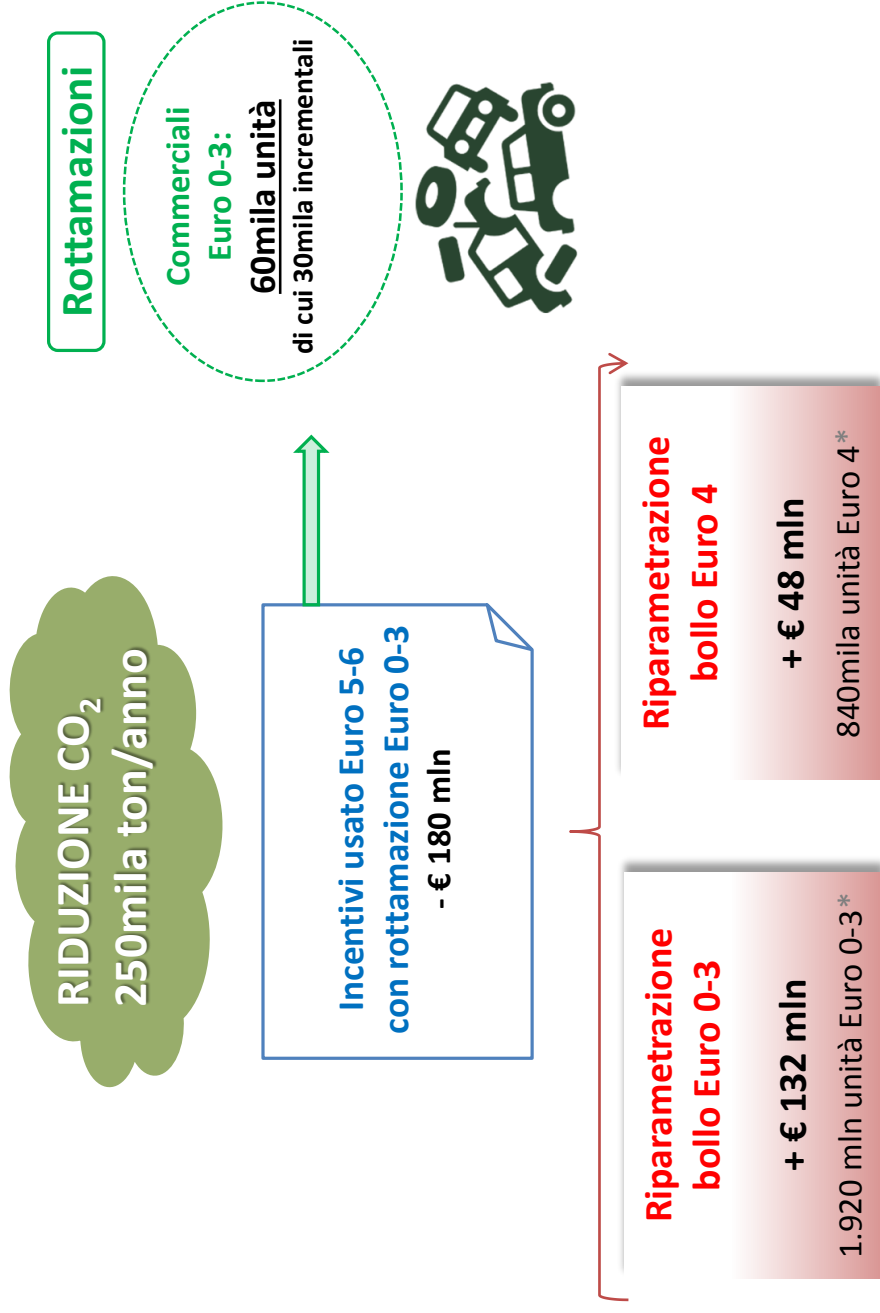 RIDUZIONE CO₂
250mila ton/anno
Rottamazioni
Incentivi usato Euro 5-6
con rottamazione Euro 0-3
- € 180 mln
Commerciali
Euro 0-3:
60mila unità
di cui 30mila incrementali
Riparametrazione
bollo Euro 0-3
+ € 132 mln
1.920 mln unità Euro 0-3*
Riparametrazione
bollo Euro 4
+ € 48 mln
840mila unità Euro 4*